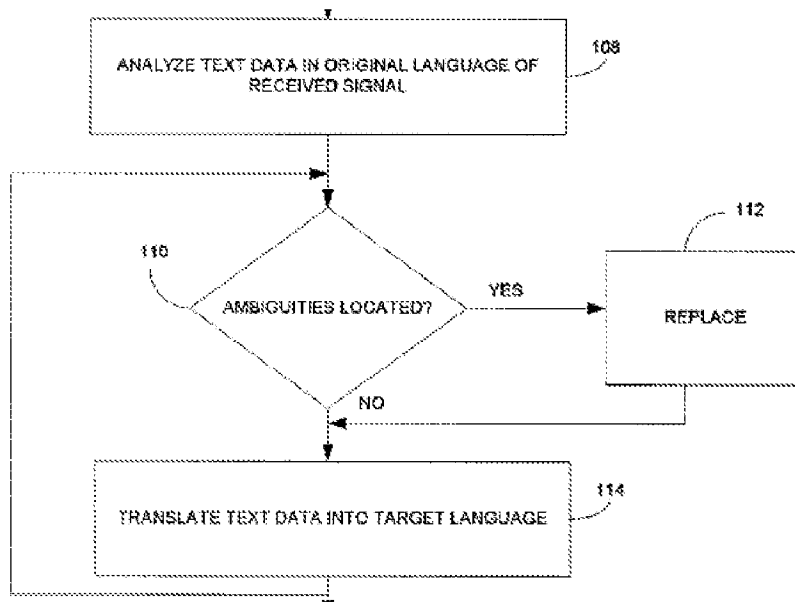 ANALYZE TEXT DATA IN ORIGINAL LANGUAGE OF
RECEIVED SIGNAL
108
110
AMBIGUITIES LOCATED?
YES
112
REPLACE
NO
TRANSLATE TEXT DATA INTO TARGET LANGUAGE
114